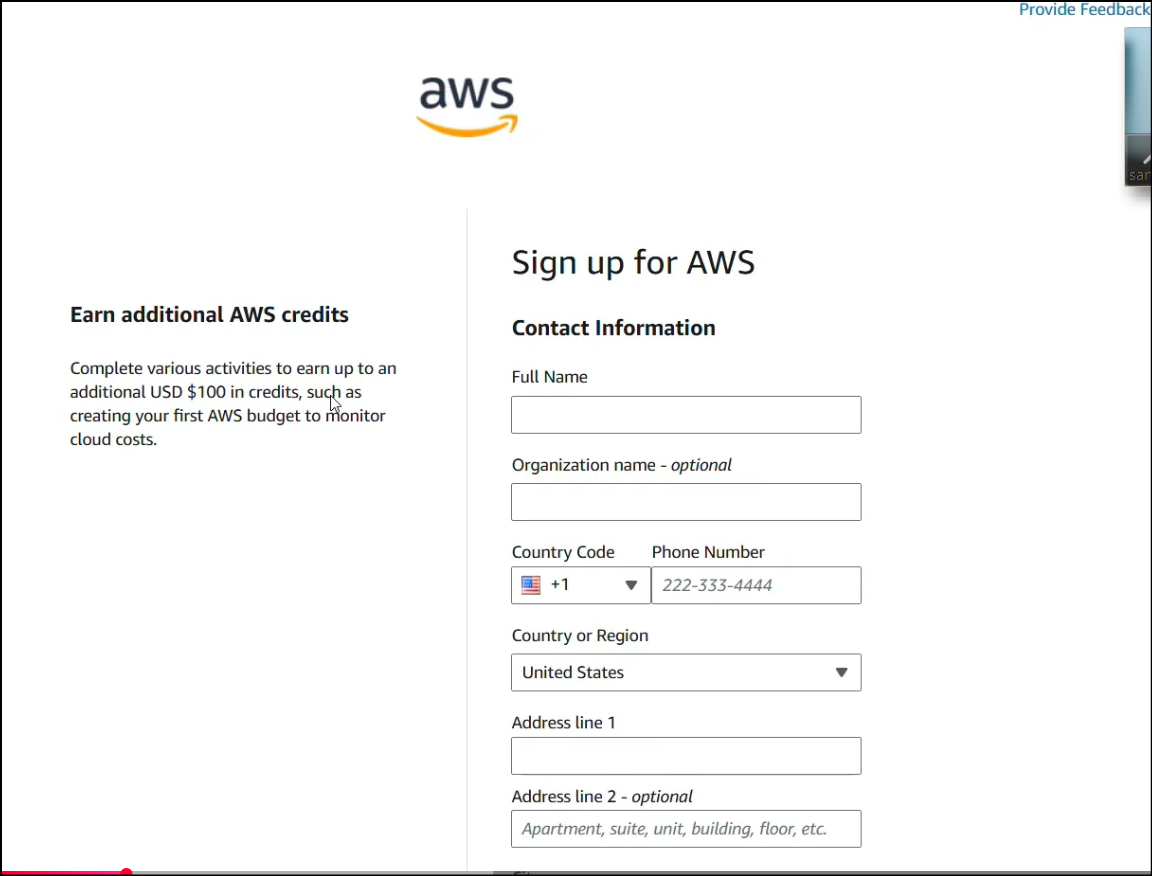 Provide Feedback
aws
Earn additional AWS credits
Complete various activities to earn up to an
additional USD $100 in credits, such as
creating your first AWS budget to monitor
cloud costs.
Sign up for AWS
Contact Information
Full Name
Organization name - optional
Country Code
Phone Number
+1
222-333-4444
Country or Region
United States
Address line 1
Address line 2 - optional
Apartment, suite, unit, building, floor, etc.